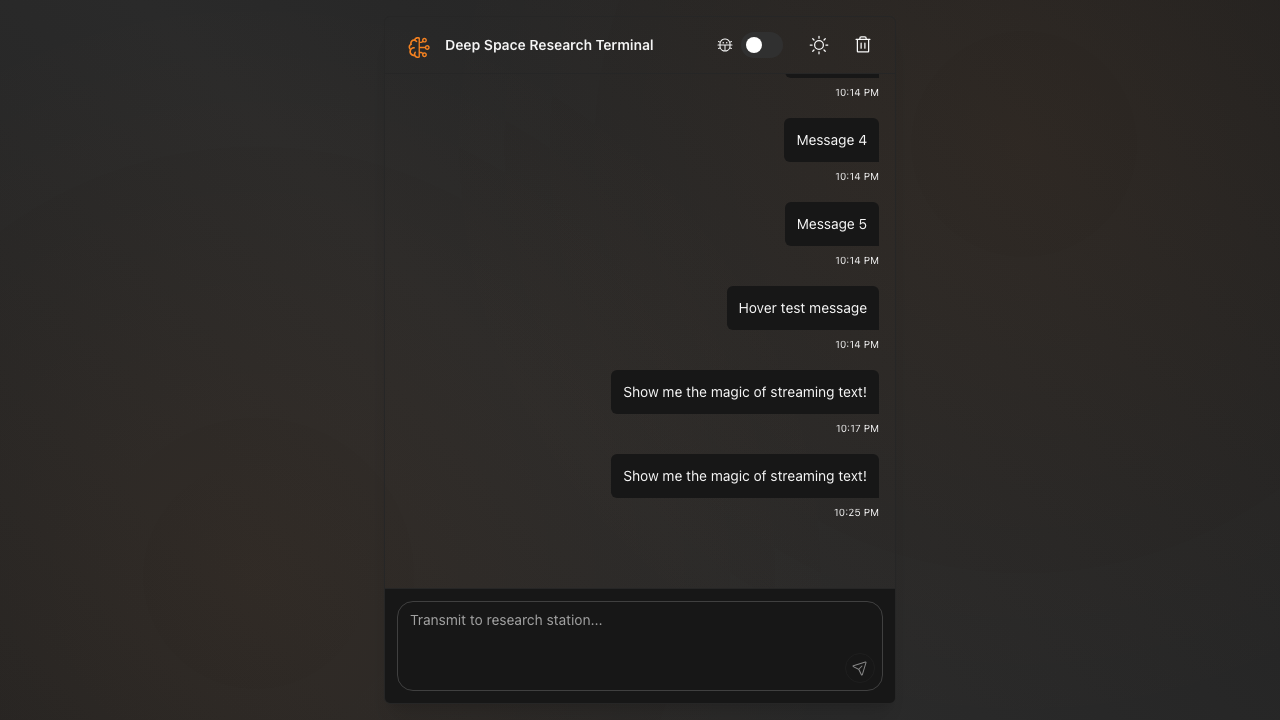 Deep Space Research Terminal
10:14 PM
Message 4
10:14 PM
Message 5
10:14 PM
Hover test message
10:14 PM
Show me the magic of streaming text!
10:17 PM
Show me the magic of streaming text!
10:25 PM
Transmit to research station...